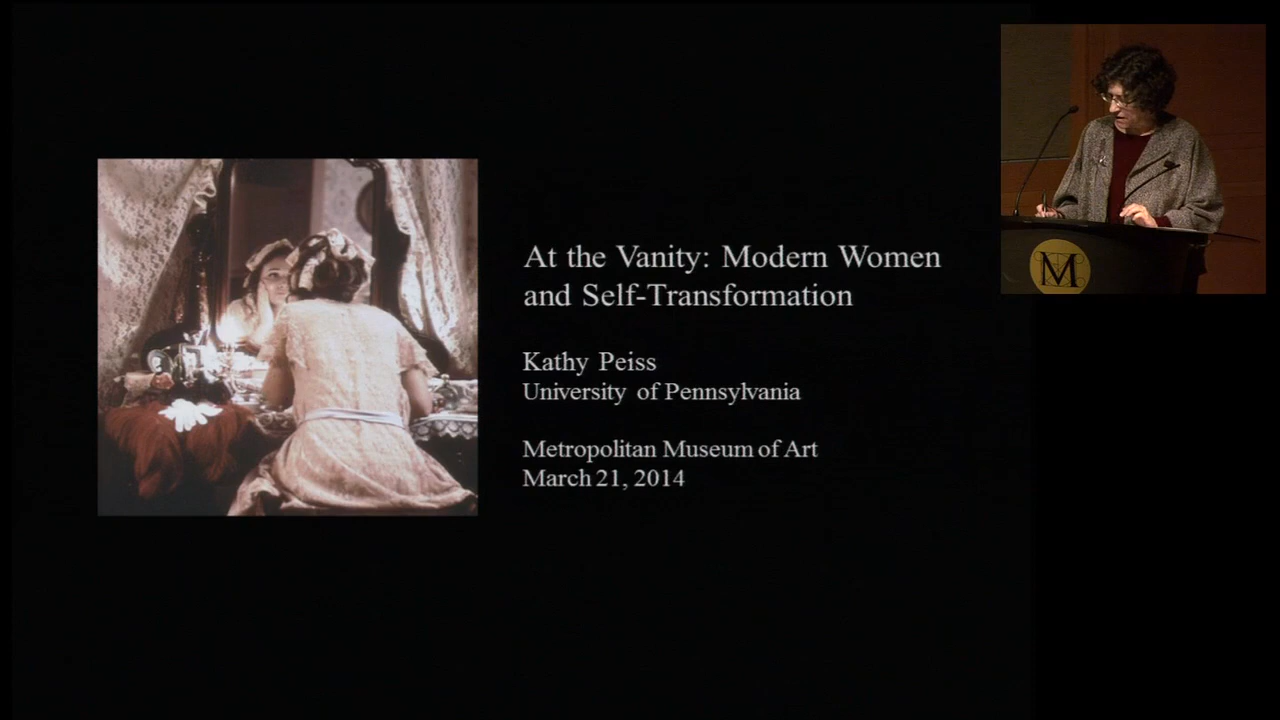 At the Vanity: Modern Women
and Self-Transformation
Kathy Peiss
University of Pennsylvania
Metropolitan Museum of Art
March 21, 2014
M